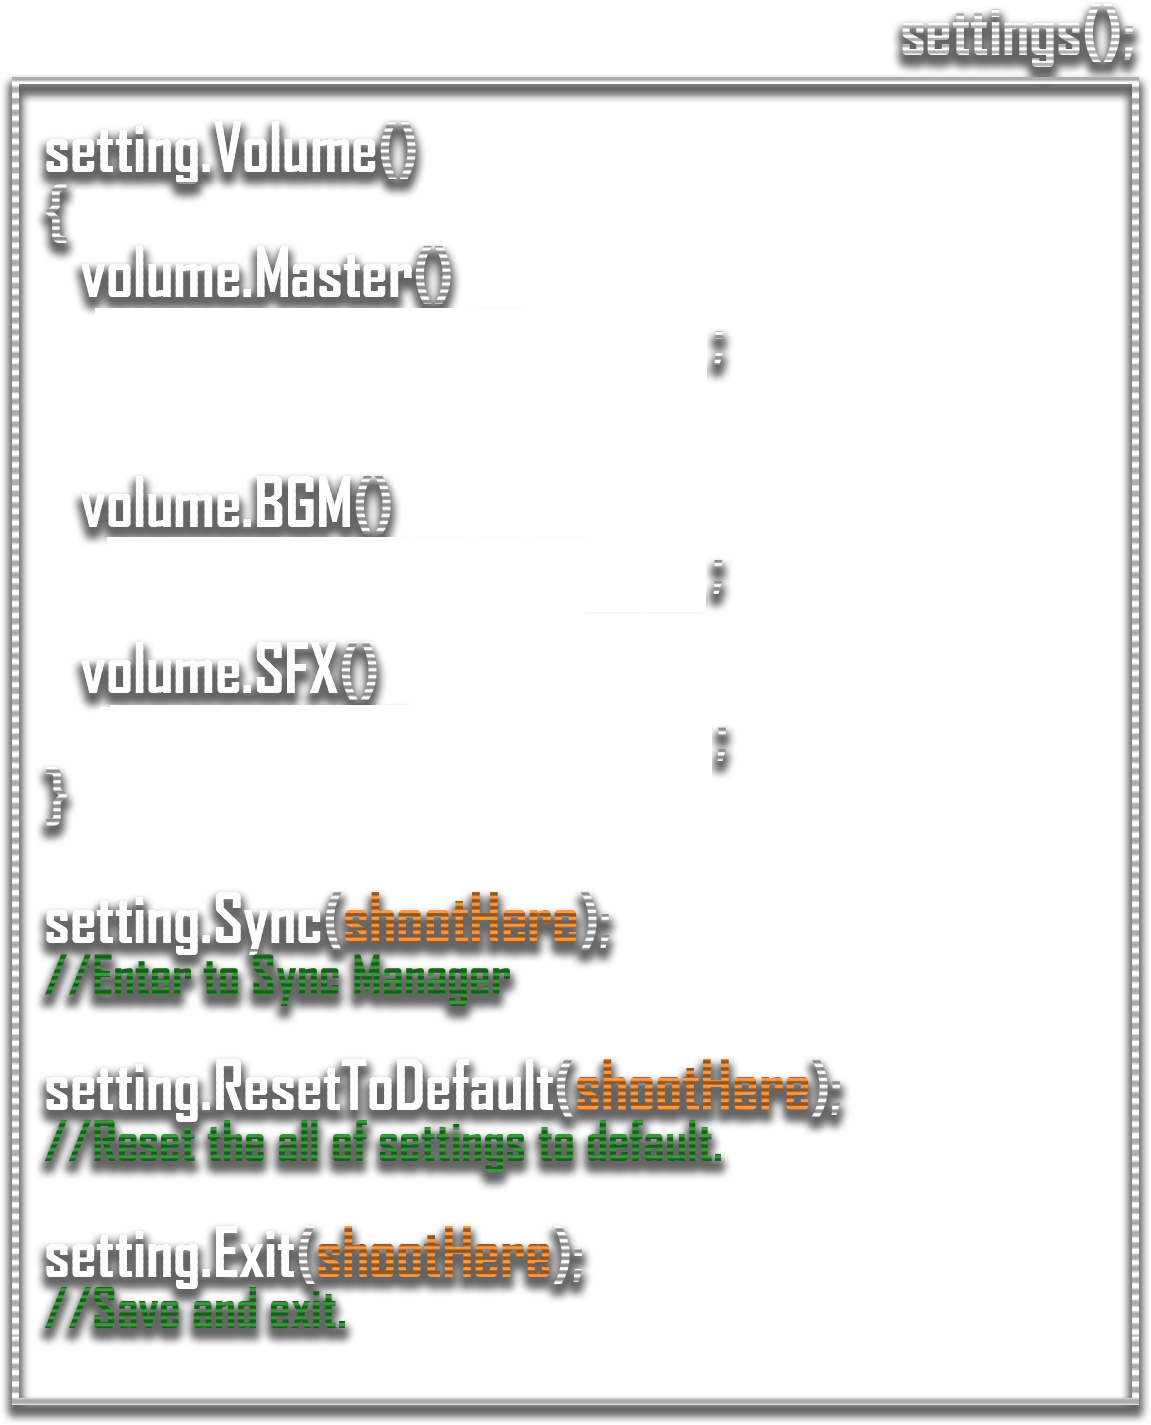 settings();
setting.Volume()
{
volume.Master()
;
volume.BGM()
;
volume.SFX()
;
}
setting.Sync(shootHere);
//Enter to Sync Manager
setting.ResetToDefault(shootHere);
//Reset the all of settings to default.
setting.Exit(shootHere);
//Save and exit.